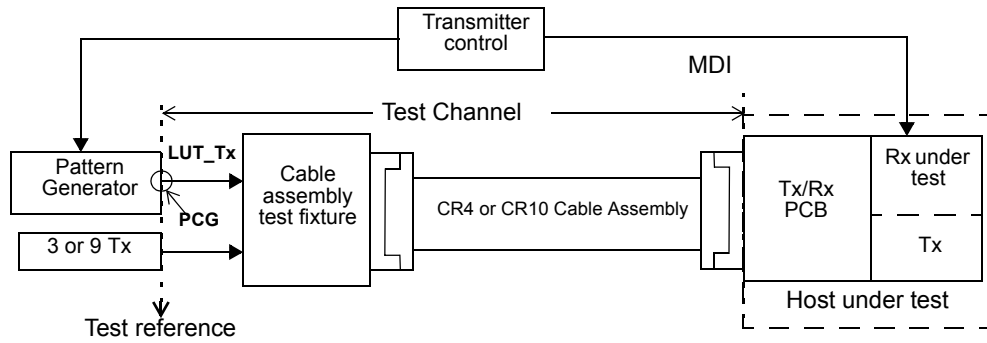 Transmitter
control
MDI
Test Channel
LUT_Tx
Pattern
Generator
PCG
3 or 9 Tx
Cable
assembly
test fixture
CR4 or CR10 Cable Assembly
Tx/Rx
PCB
Rx under
test
Tx
Host under test
Test reference